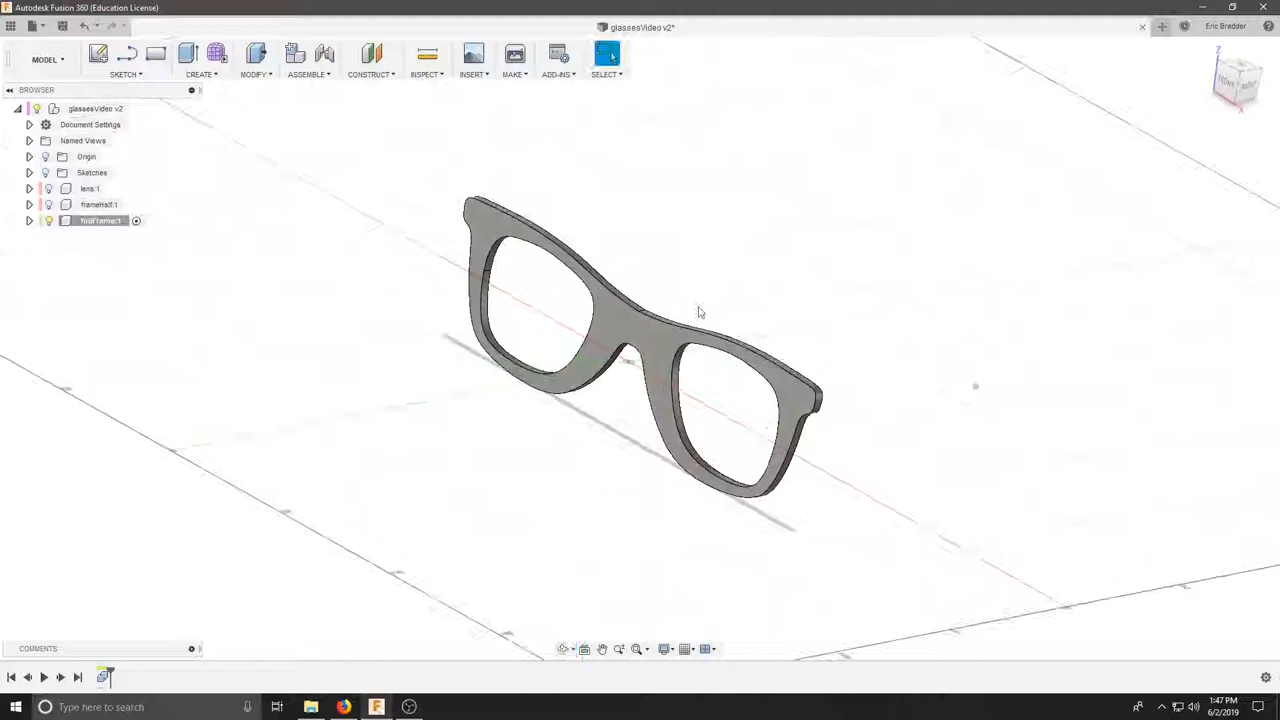 Autodesk Fusion 360 (Education License)
glassesVideo v2*
Eric Bredder
MODEL
SKETCH
CREATE
MODIFY
ASSEMBLE
CONSTRUCT
INSPECT
INSERT
MAKE
ADD-INS
SELECT
BROWSER
glassesVideo v2
Document Settings
Named Views
Origin
Sketches
lens:1
frameHalf:1
Z
FRONT
RIGHT
X
COMMENTS
Type here to search
1:47 PM
6/2/2019